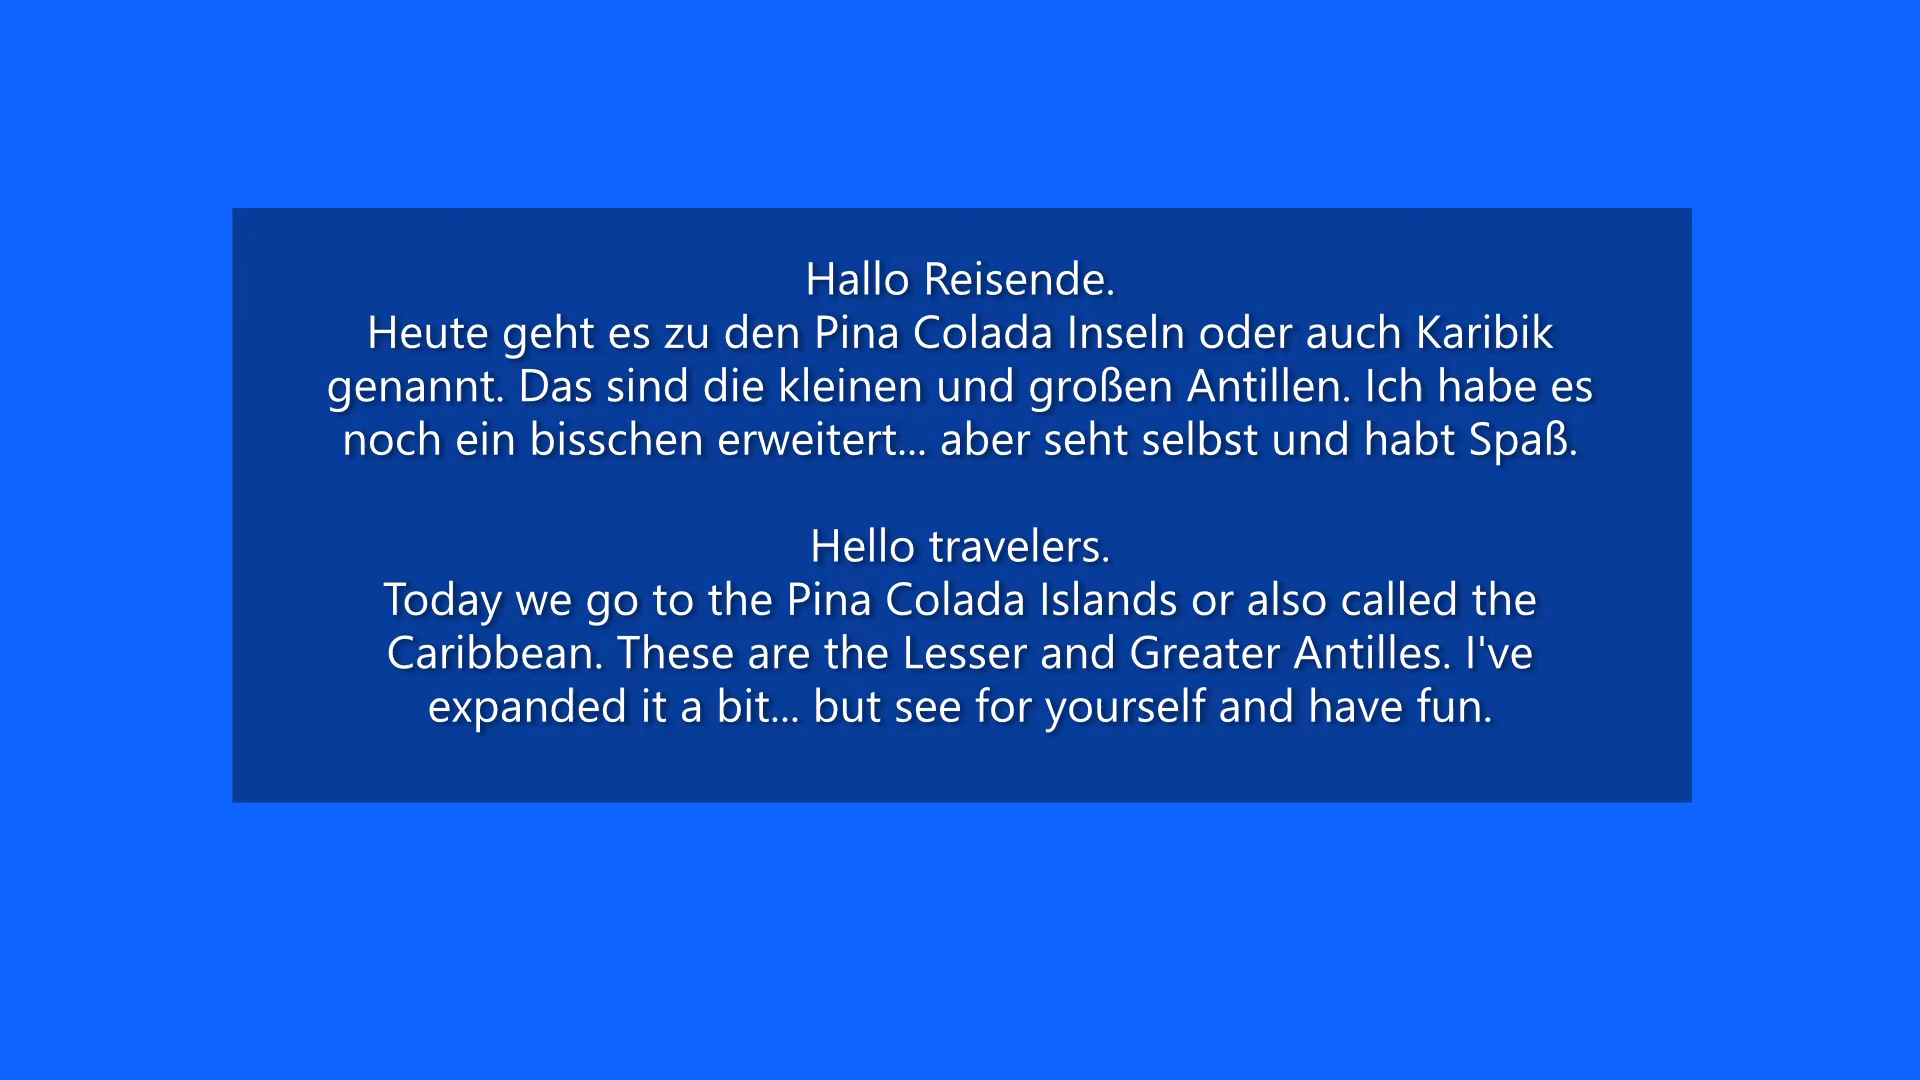 Hallo Reisende.
Heute geht es zu den Pina Colada Inseln oder auch Karibik
genannt. Das sind die kleinen und großen Antillen. Ich habe es
noch ein bisschen erweitert... aber seht selbst und habt Spaß.
Hello travelers.
Today we go to the Pina Colada Islands or also called the
Caribbean. These are the Lesser and Greater Antilles. I've
expanded it a bit... but see for yourself and have fun.